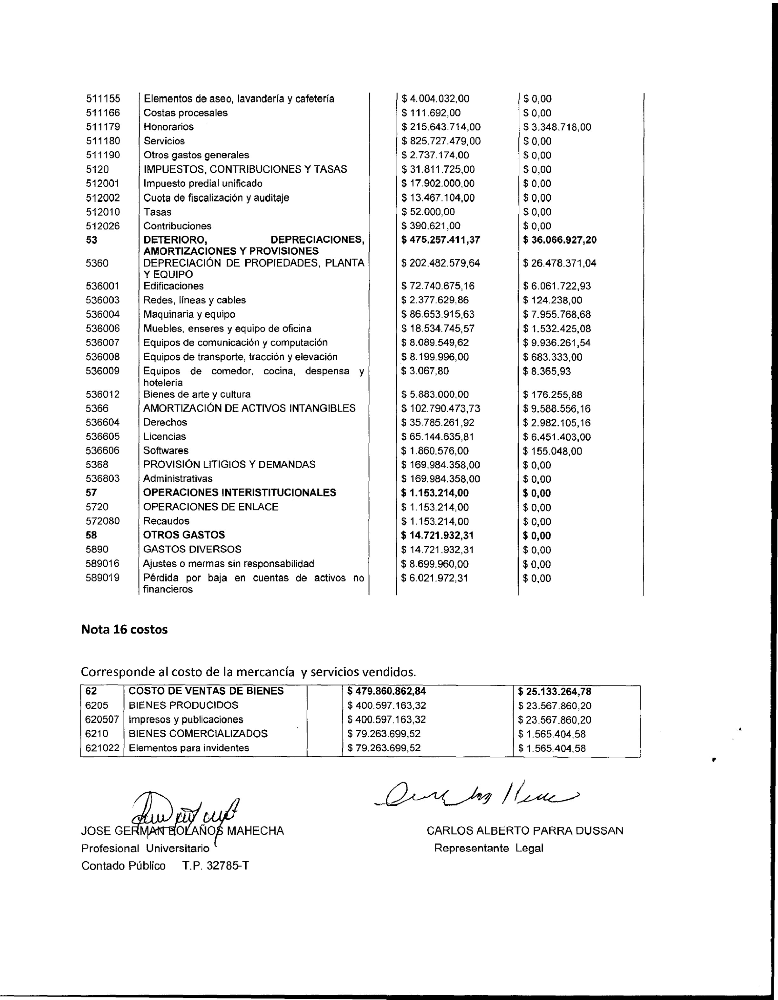 511155 Elementos de aseo, lavandería y cafetería $ 4.004.032,00 $ 0,00
511166 Costas procesales $ 111.692,00 $ 0,00
511179 Honorarios $ 215.643.714,00 $ 3.348.718,00
511180 Servicios $ 825.727.479,00 $ 0,00
511190 Otros gastos generales $ 2.737.174,00 $ 0,00
5120 IMPUESTOS, CONTRIBUCIONES Y TASAS $ 31.811.725,00 $ 0,00
512001 Impuesto predial unificado $ 17.902.000,00 $ 0,00
512002 Cuota de fiscalización y auditaje $ 13.467.104,00 $ 0,00
512010 Tasas $ 52.000,00 $ 0,00
512026 Contribuciones $ 390.621,00 $ 0,00
53 DETERIORO, DEPRECIACIONES, $ 475.257.411,37 $ 36.066.927,20
AMORTIZACIONES Y PROVISIONES
5360 DEPRECIACIÓN DE PROPIEDADES, PLANTA $ 202.482.579,64 $ 26.478.371,04
Y EQUIPO
536001 Edificaciones $ 72.740.675,16 $ 6.061.722,93
536003 Redes, líneas y cables $ 2.377.629,86 $ 124.238,00
536004 Maquinaria y equipo $ 86.653.915,63 $ 7.955.768,68
536006 Muebles, enseres y equipo de oficina $ 18.534.745,57 $ 1.532.425,08
536007 Equipos de comunicación y computación $ 8.089.549,62 $ 9.936.261,54
536008 Equipos de transporte, tracción y elevación $ 8.199.996,00 $ 683.333,00
536009 Equipos de comedor, cocina, despensa y $ 3.067,80 $ 8.365,93
hotelería
536012 Bienes de arte y cultura $ 5.883.000,00 $ 176.255,88
5366 AMORTIZACIÓN DE ACTIVOS INTANGIBLES $ 102.790.473,73 $ 9.588.556,16
536604 Derechos $ 35.785.261,92 $ 2.982.105,16
536605 Licencias $ 65.144.635,81 $ 6.451.403,00
536606 Softwares $ 1.860.576,00 $ 155.048,00
5368 PROVISIÓN LITIGIOS Y DEMANDAS $ 169.984.358,00 $ 0,00
536803 Administrativas $ 169.984.358,00 $ 0,00
57 OPERACIONES INTERISTITUCIONALES $ 1.153.214,00 $ 0,00
5720 OPERACIONES DE ENLACE $ 1.153.214,00 $ 0,00
572080 Recaudos $ 1.153.214,00 $ 0,00
58 OTROS GASTOS $ 14.721.932,31 $ 0,00
5890 GASTOS DIVERSOS $ 14.721.932,31 $ 0,00
589016 Ajustes o mermas sin responsabilidad $ 8.699.960,00 $ 0,00
589019 Pérdida por baja en cuentas de activos no $ 6.021.972,31 $ 0,00
financieros
Nota 16 costos
Corresponde al costo de la mercancía y servicios vendidos.
62 COSTO DE VENTAS DE BIENES $ 479.860.862,84 $ 25.133.264,78
6205 BIENES PRODUCIDOS $ 400.597.163,32 $ 23.567.860,20
620507 Impresos y publicaciones $ 400.597.163,32 $ 23.567.860,20
6210 BIENES COMERCIALIZADOS $ 79.263.699,52 $ 1.565.404,58
621022 Elementos para invidentes $ 79.263.699,52 $ 1.565.404,58
JOSE GERMAN BOLAÑOS MAHECHA CARLOS ALBERTO PARRA DUSSAN
Profesional Universitario Representante Legal
Contado Público T.P. 32785-T